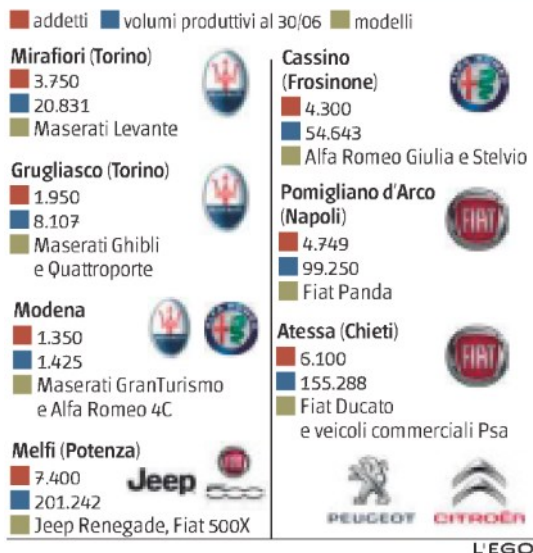 addetti volumi produttivi al 30/06 modelli
Mirafiori (Torino)
3.750
20.831
Maserati Levante
Grugliasco (Torino)
1.950
8.107
Maserati Ghibli
e Quattroporte
Modena
1.350
1.425
Maserati GranTurismo
e Alfa Romeo 4C
Melfi (Potenza)
7.400
201.242
Jeep Renegade, Fiat 500X
Jeep
FIAT
500
Cassino
(Frosinone)
4.300
54.643
Alfa Romeo Giulia e Stelvio
Pomigliano d'Arco
(Napoli)
4.749
99.250
Fiat Panda
FIAT
Atessa (Chieti)
6.100
155.288
Fiat Ducato
e veicoli commerciali Psa
FIAT
PEUGEOT CITROËN
L'EGO